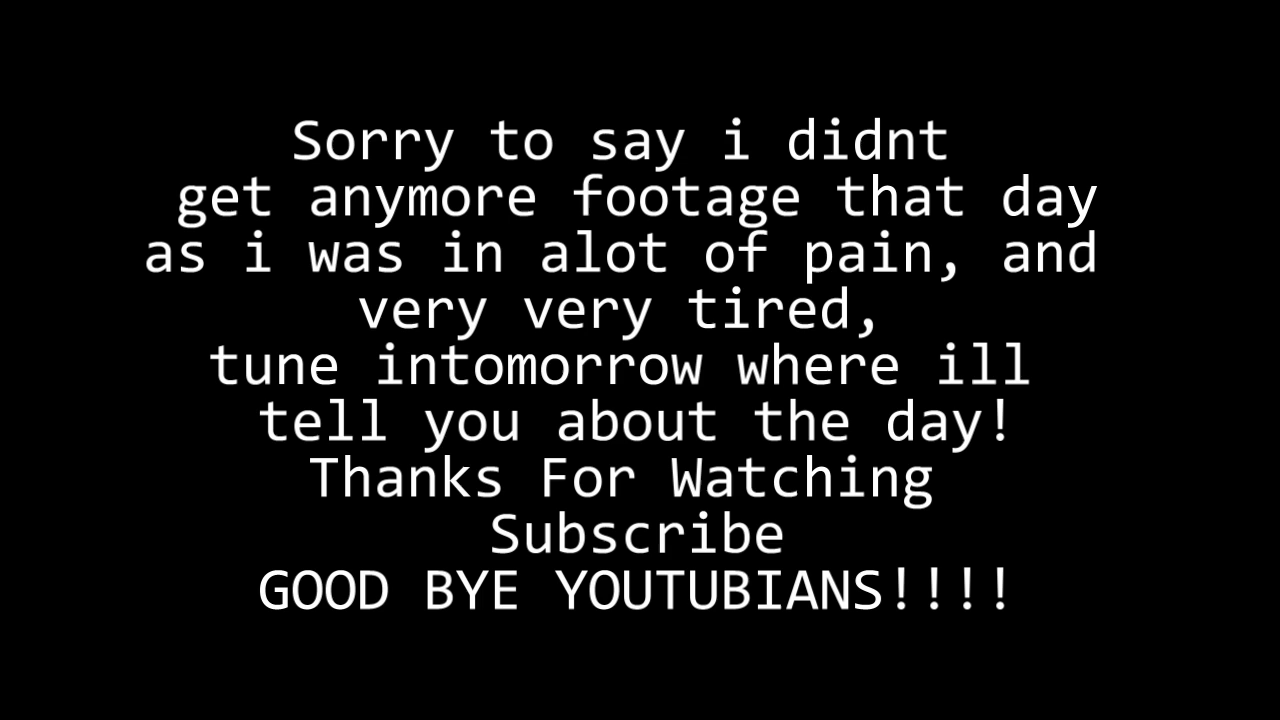 Sorry to say i didnt
get anymore footage that day
as i was in alot of pain, and
very very tired,
tune intomorrow where ill
tell you about the day!
Thanks For Watching
Subscribe
GOOD BYE YOUTUBIANS!!!!